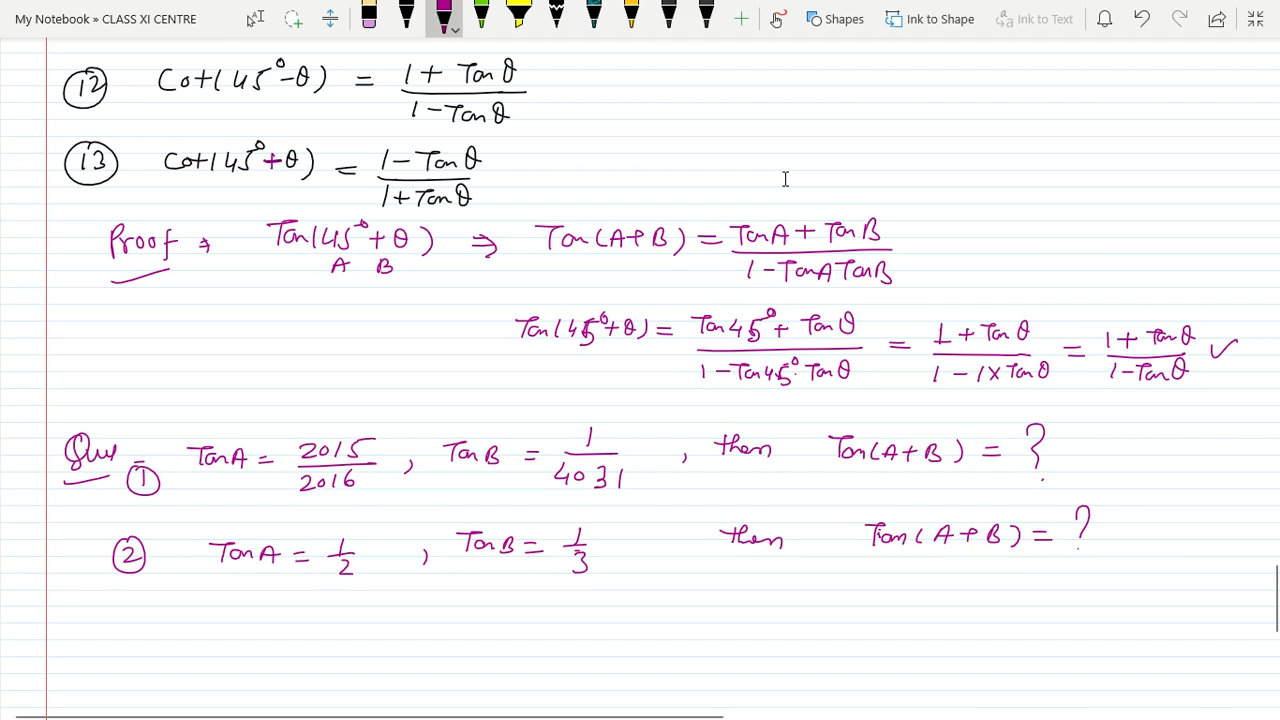 My Notebook » CLASS XI CENTRE Shapes Ink to Shape Ink to Text
(12) Cot(45°-θ) = (1 + Tanθ)/(1 - Tanθ)
(13) Cot(45°+θ) = (1 - Tanθ)/(1 + Tanθ)
Proof ⇒ Tan(45°+θ) ⇒ Tan(A+B) = (TanA + TanB)/(1 - TanA TanB)
A B
Tan(45°+θ) = (Tan45° + Tanθ)/(1 - Tan45°·Tanθ) = (1 + Tanθ)/(1 - 1×Tanθ) = (1 + Tanθ)/(1 - Tanθ) ✓
Que - (1) TanA = 2015/2016 , TanB = 1/4031 , then Tan(A+B) = ?
(2) TanA = 1/2 , TanB = 1/3 then Tan(A+B) = ?